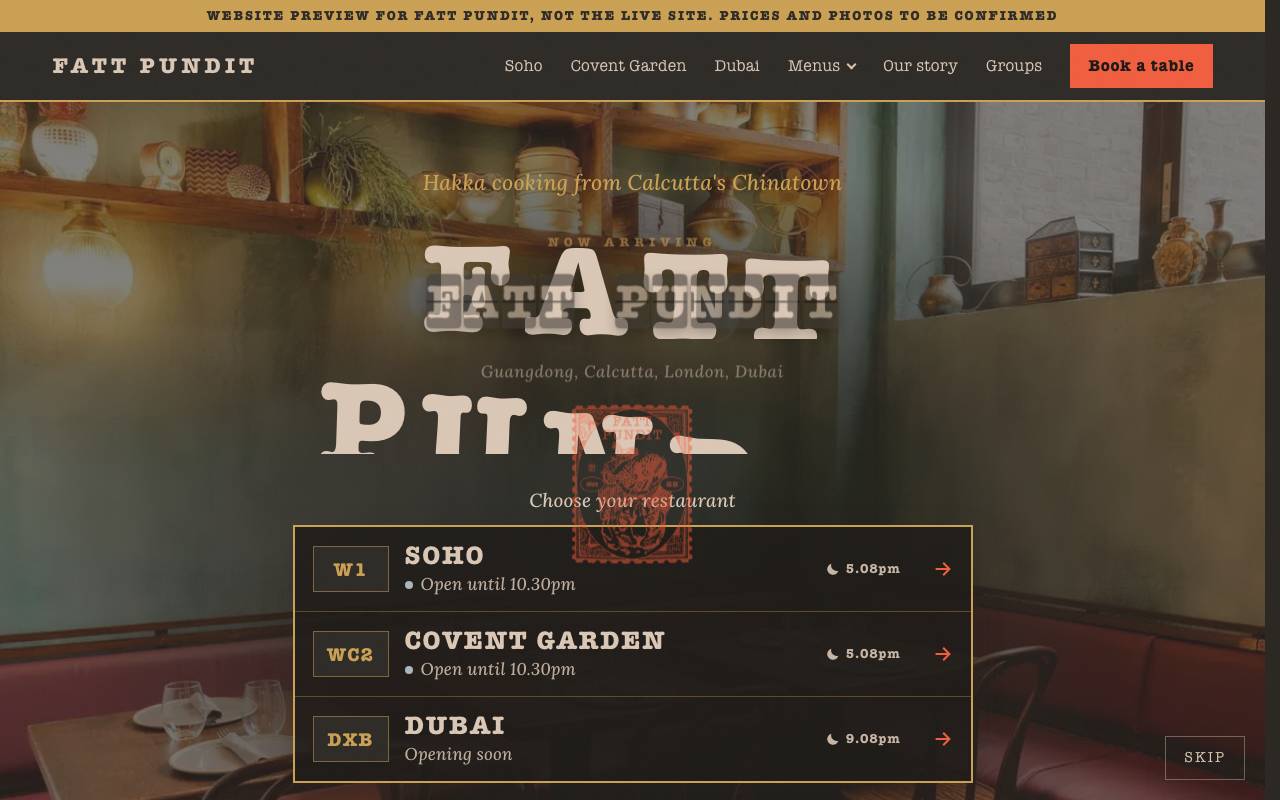 WEBSITE PREVIEW FOR FATT PUNDIT, NOT THE LIVE SITE. PRICES AND PHOTOS TO BE CONFIRMED
FATT PUNDIT
Soho
Covent Garden
Dubai
Menus
Our story
Groups
Book a table
Hakka cooking from Calcutta's Chinatown
NOW ARRIVING
FATT
FATT PUNDIT
Guangdong, Calcutta, London, Dubai
FATT
PUNDIT
Choose your restaurant
W1
SOHO
Open until 10.30pm
5.08pm
WC2
COVENT GARDEN
Open until 10.30pm
5.08pm
DXB
DUBAI
Opening soon
9.08pm
SKIP